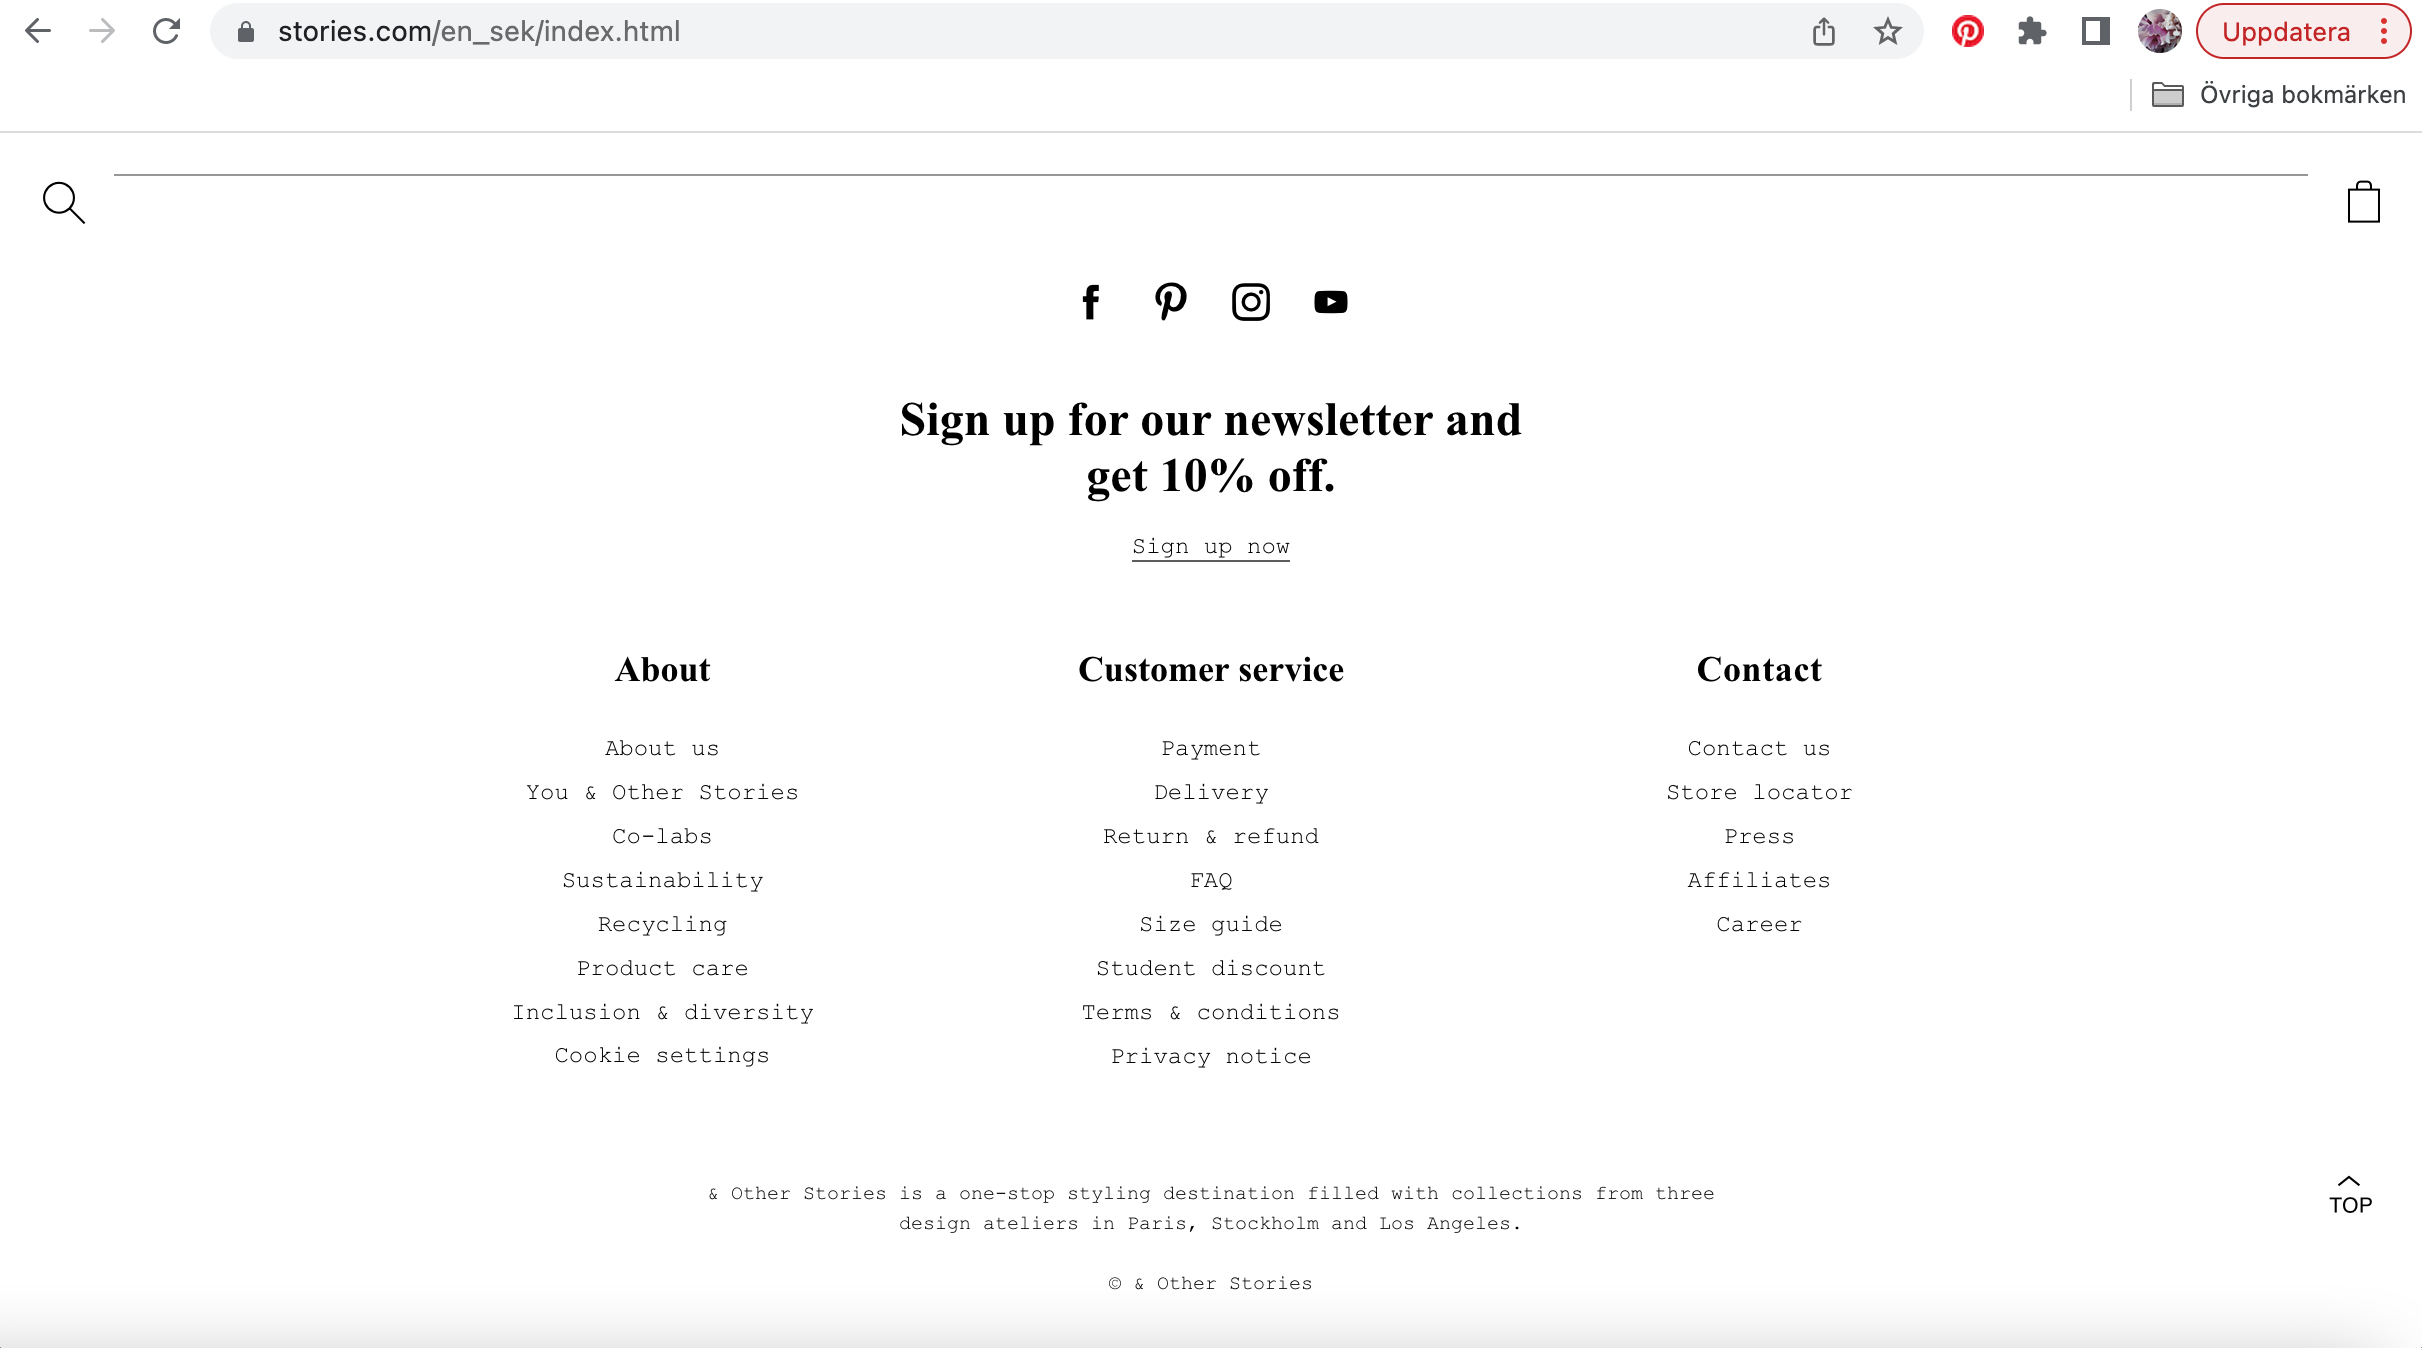 stories.com/en_sek/index.html
Uppdatera
Övriga bokmärken
Sign up for our newsletter and
get 10% off.
Sign up now
About
About us
You & Other Stories
Co-labs
Sustainability
Recycling
Product care
Inclusion & diversity
Cookie settings
Customer service
Payment
Delivery
Return & refund
FAQ
Size guide
Student discount
Terms & conditions
Privacy notice
Contact
Contact us
Store locator
Press
Affiliates
Career
& Other Stories is a one-stop styling destination filled with collections from three
design ateliers in Paris, Stockholm and Los Angeles.
TOP
© & Other Stories